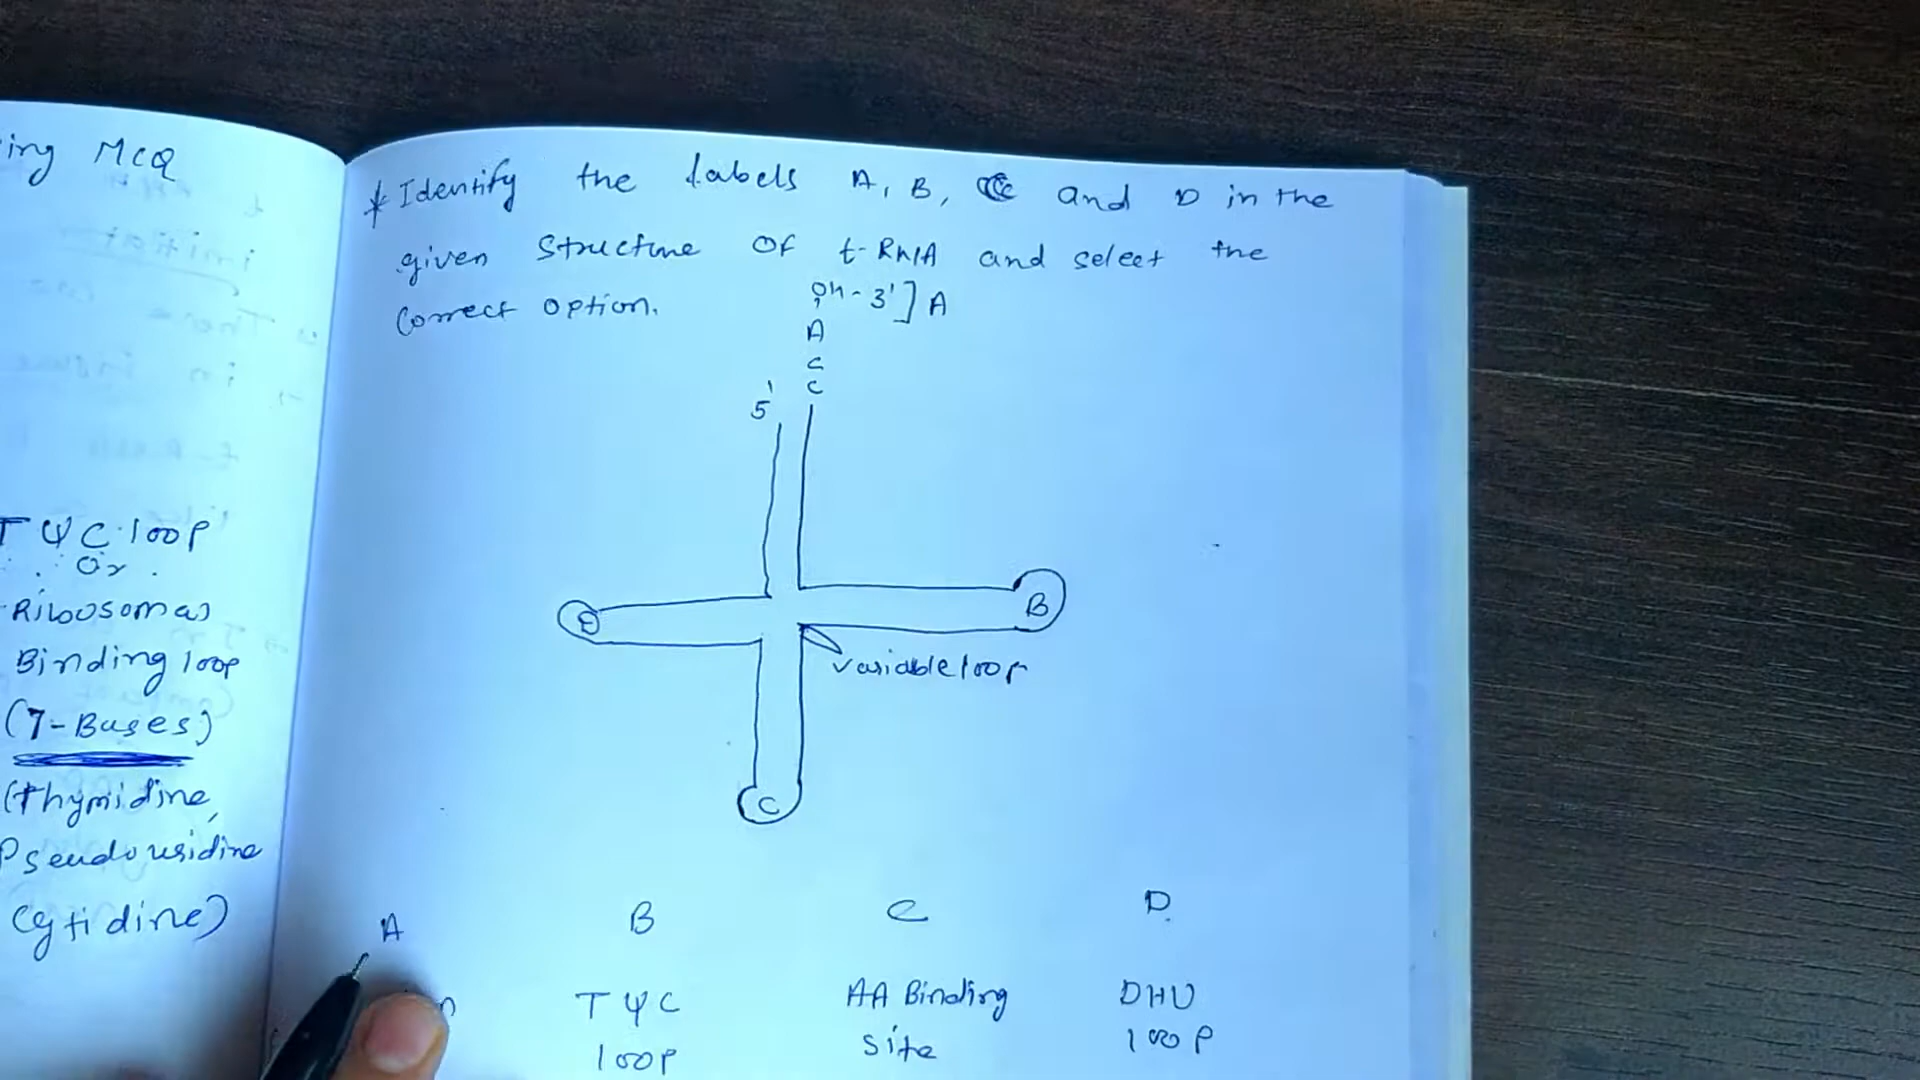 ing MCQ
TΨC loop
Or
Ribosomal
Binding loop
(7-Bases)
(thymidine,
Pseudouridine
Cytidine)
* Identify the labels A, B, C and D in the
given Structure Of t-RNA and select the
Correct option.
OH-3'] A
A
C
C
5'
B
D
variable loop
C
A B C D
TΨC AA Binding DHU
loop Site loop